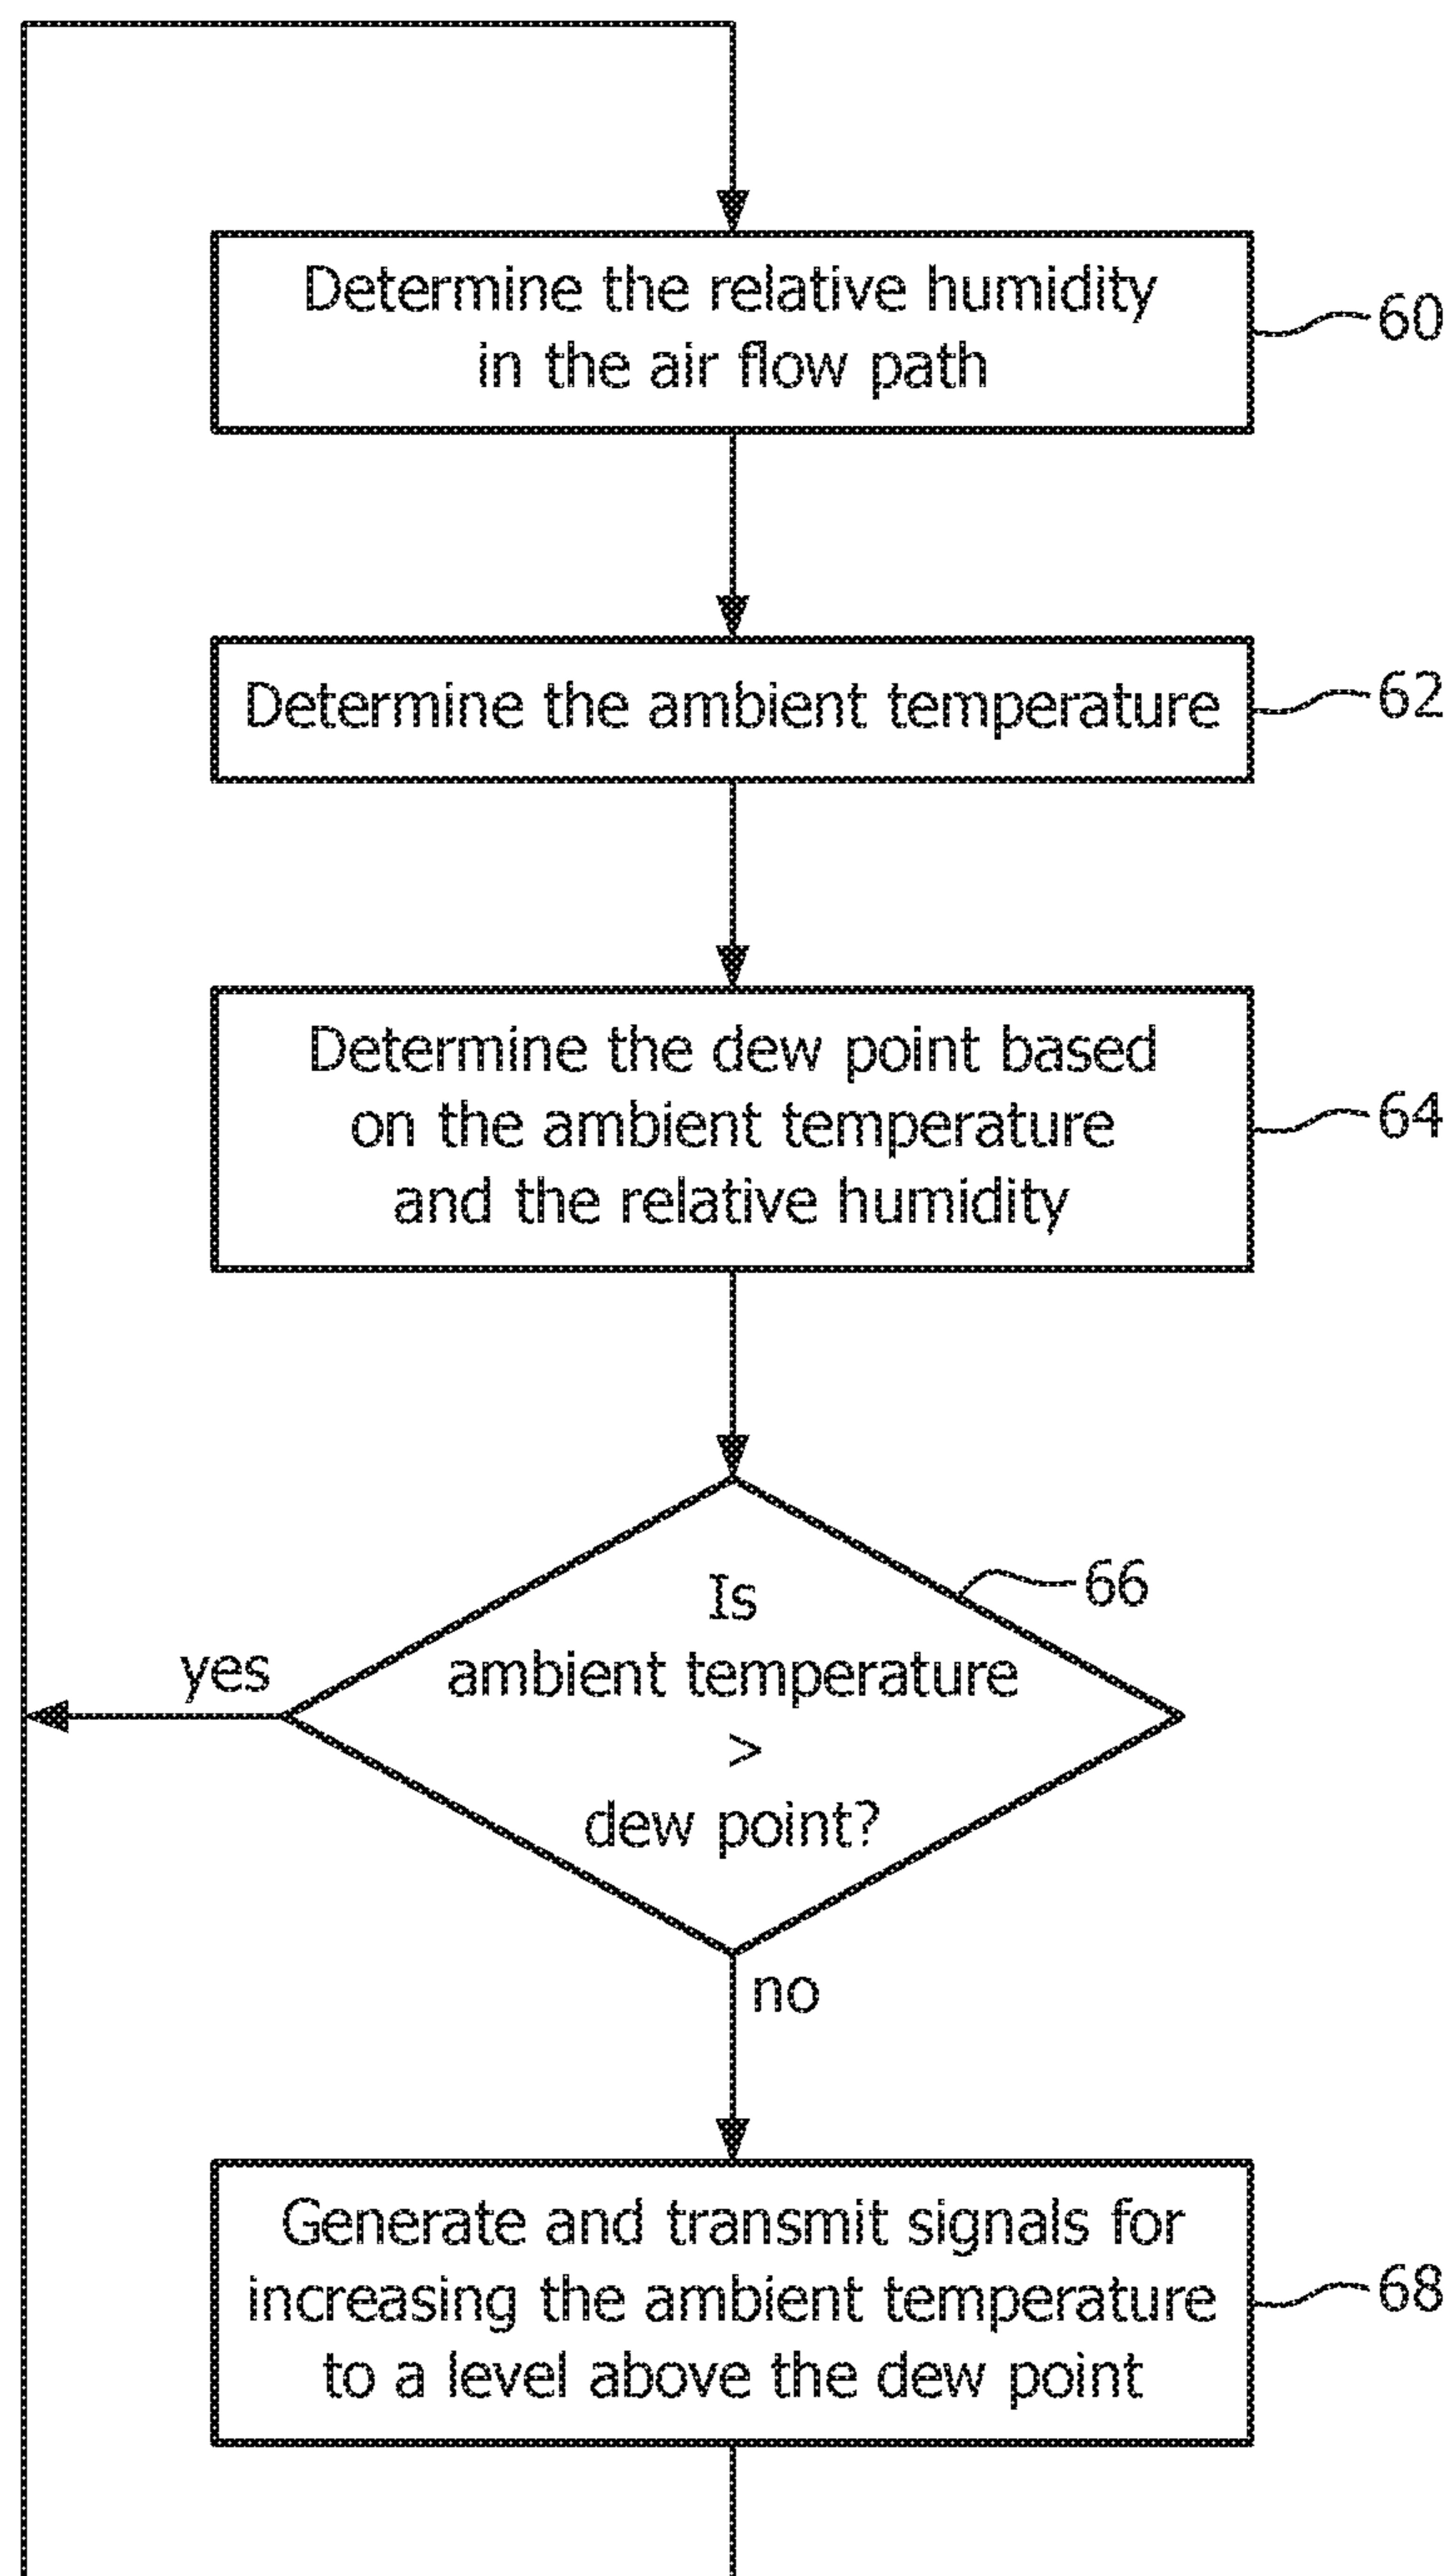 Determine the relative humidity
in the air flow path
60
Determine the ambient temperature
62
Determine the dew point based
on the ambient temperature
and the relative humidity
64
Is
ambient temperature
>
dew point?
66
yes
no
Generate and transmit signals for
increasing the ambient temperature
to a level above the dew point
68